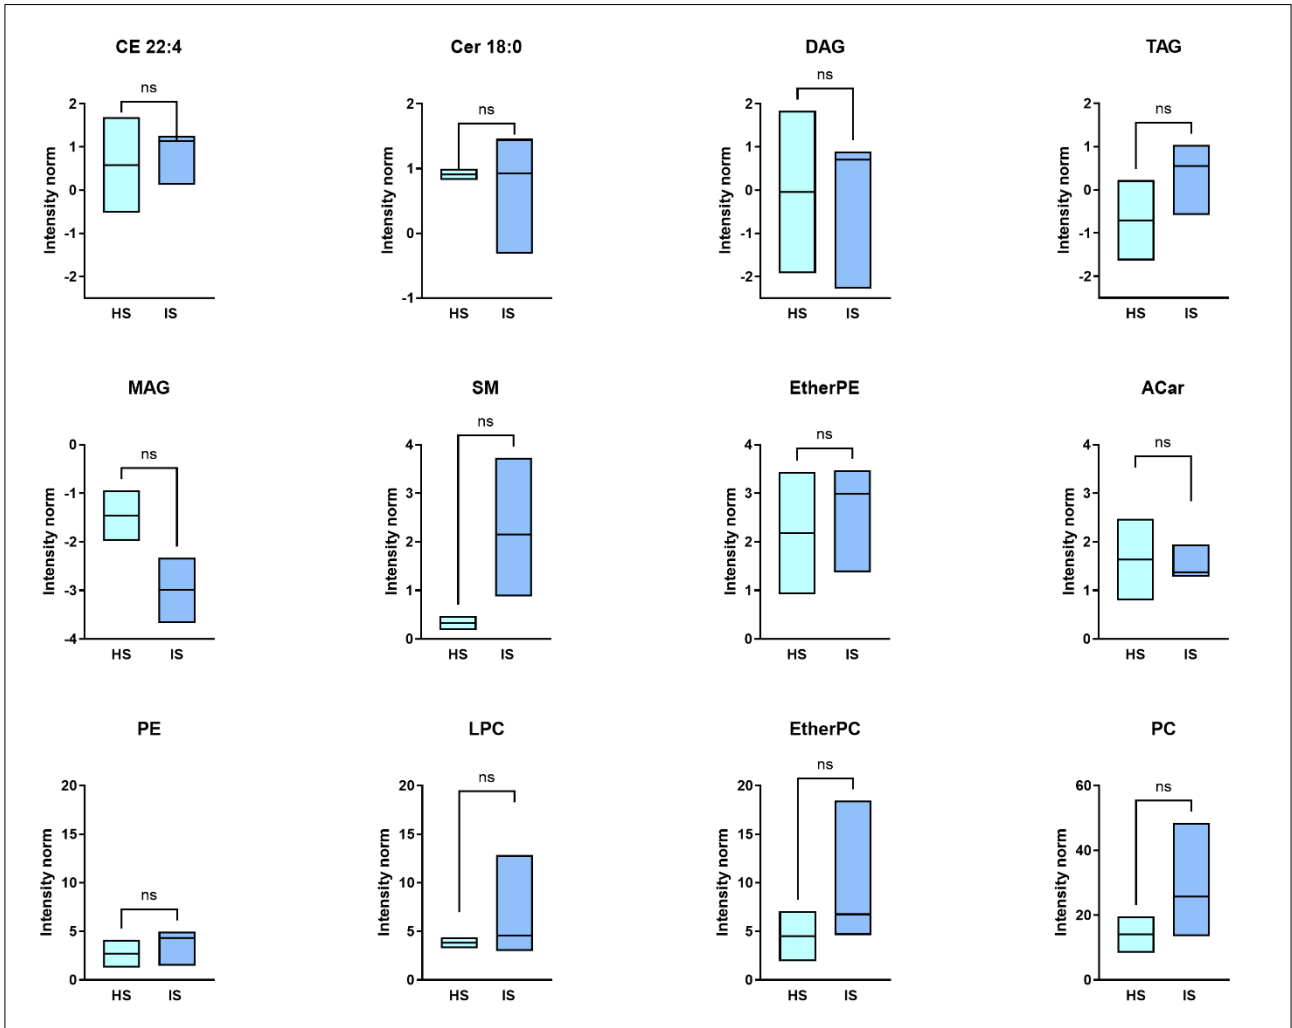 CE 22:4
ns
Intensity norm
2
1
0
-1
-2
HS IS
Cer 18:0
ns
Intensity norm
2
1
0
-1
HS IS
DAG
ns
Intensity norm
2
1
0
-1
-2
HS IS
TAG
ns
Intensity norm
2
1
0
-1
-2
HS IS
MAG
ns
Intensity norm
0
-1
-2
-3
-4
HS IS
SM
ns
Intensity norm
4
3
2
1
0
HS IS
EtherPE
ns
Intensity norm
4
3
2
1
0
HS IS
ACar
ns
Intensity norm
4
3
2
1
0
HS IS
PE
ns
Intensity norm
20
15
10
5
0
HS IS
LPC
ns
Intensity norm
20
15
10
5
0
HS IS
EtherPC
ns
Intensity norm
20
15
10
5
0
HS IS
PC
ns
Intensity norm
60
40
20
0
HS IS